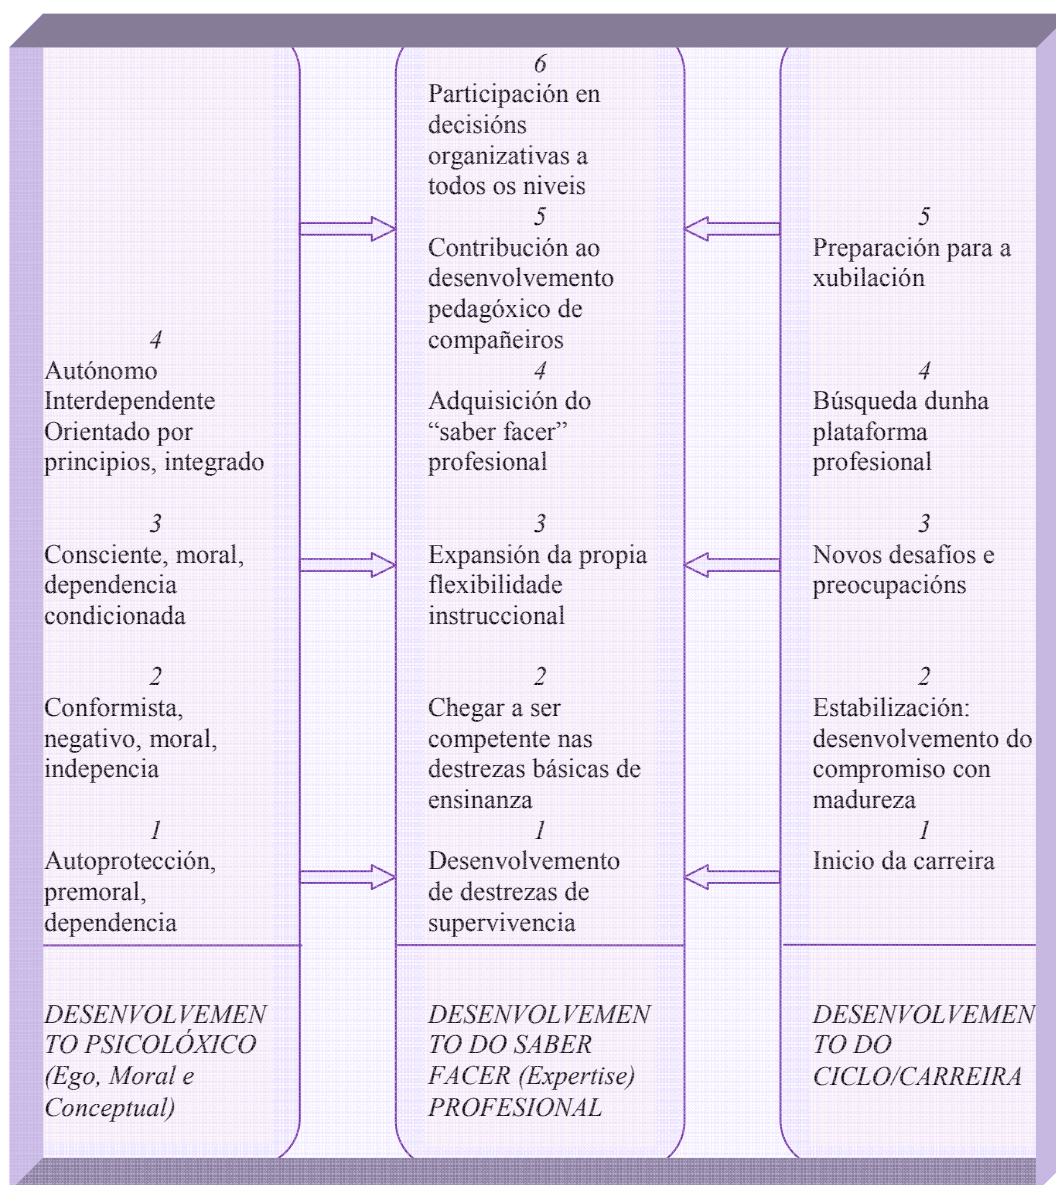 4
Autónomo
Interdependente
Orientado por
principios, integrado
3
Consciente, moral,
dependencia
condicionada
2
Conformista,
negativo, moral,
indepencia
1
Autoprotección,
premoral,
dependencia
DESENVOLVEMEN
TO PSICOLÓXICO
(Ego, Moral e
Conceptual)
6
Participación en
decisións
organizativas a
todos os niveis
5
Contribución ao
desenvolvemento
pedagóxico de
compañeiros
4
Adquisición do
“saber facer”
profesional
3
Expansión da propia
flexibilidade
instruccional
2
Chegar a ser
competente nas
destrezas básicas de
ensinanza
1
Desenvolvemento
de destrezas de
supervivencia
DESENVOLVEMEN
TO DO SABER
FACER (Expertise)
PROFESIONAL
5
Preparación para a
xubilación
4
Búsqueda dunha
plataforma
profesional
3
Novos desafíos e
preocupacións
2
Estabilización:
desenvolvemento do
compromiso con
madureza
1
Inicio da carreira
DESENVOLVEMEN
TO DO
CICLO/CARREIRA